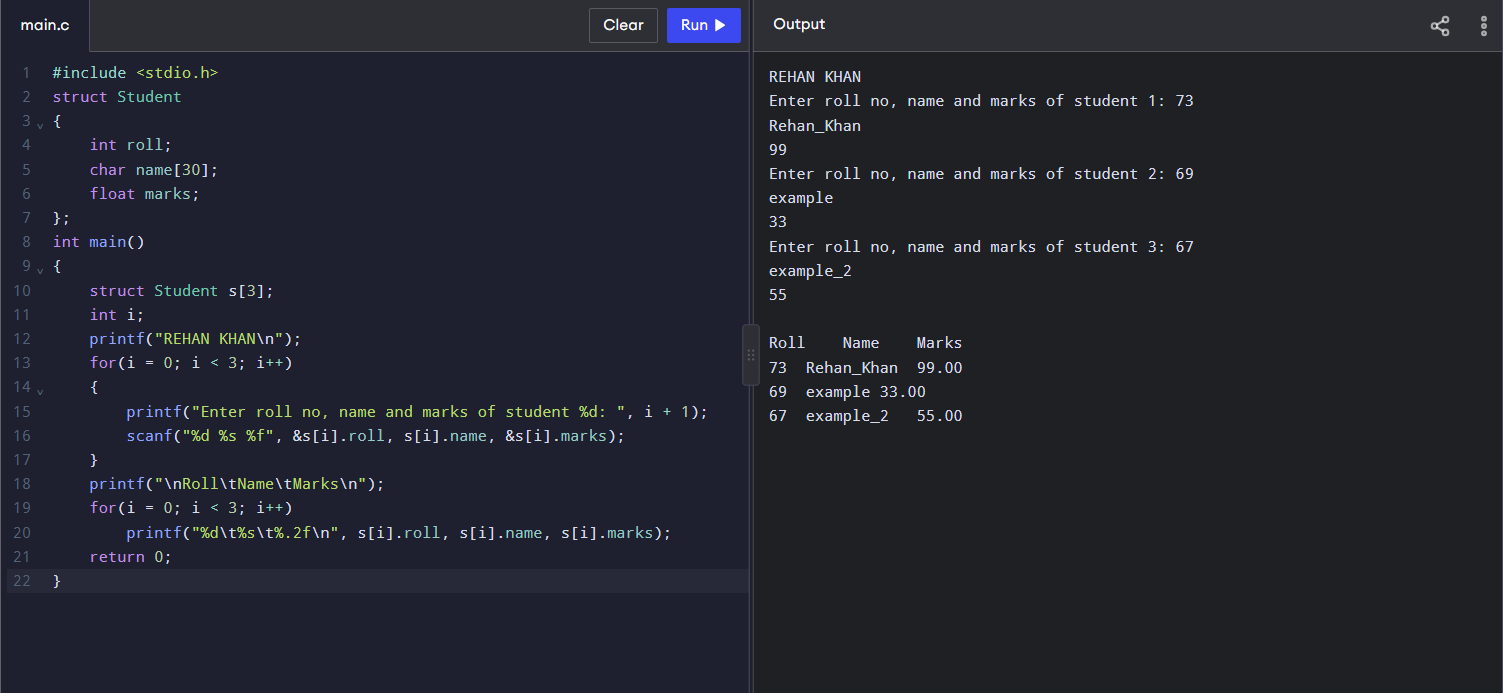 main.c
Clear
Run
1 #include <stdio.h>
2 struct Student
3 {
4     int roll;
5     char name[30];
6     float marks;
7 };
8 int main()
9 {
10     struct Student s[3];
11     int i;
12     printf("REHAN KHAN\n");
13     for(i = 0; i < 3; i++)
14     {
15         printf("Enter roll no, name and marks of student %d: ", i + 1);
16         scanf("%d %s %f", &s[i].roll, s[i].name, &s[i].marks);
17     }
18     printf("\nRoll\tName\tMarks\n");
19     for(i = 0; i < 3; i++)
20         printf("%d\t%s\t%.2f\n", s[i].roll, s[i].name, s[i].marks);
21     return 0;
22 }
Output
REHAN KHAN
Enter roll no, name and marks of student 1: 73
Rehan_Khan
99
Enter roll no, name and marks of student 2: 69
example
33
Enter roll no, name and marks of student 3: 67
example_2
55
Roll    Name    Marks
73  Rehan_Khan  99.00
69  example 33.00
67  example_2   55.00